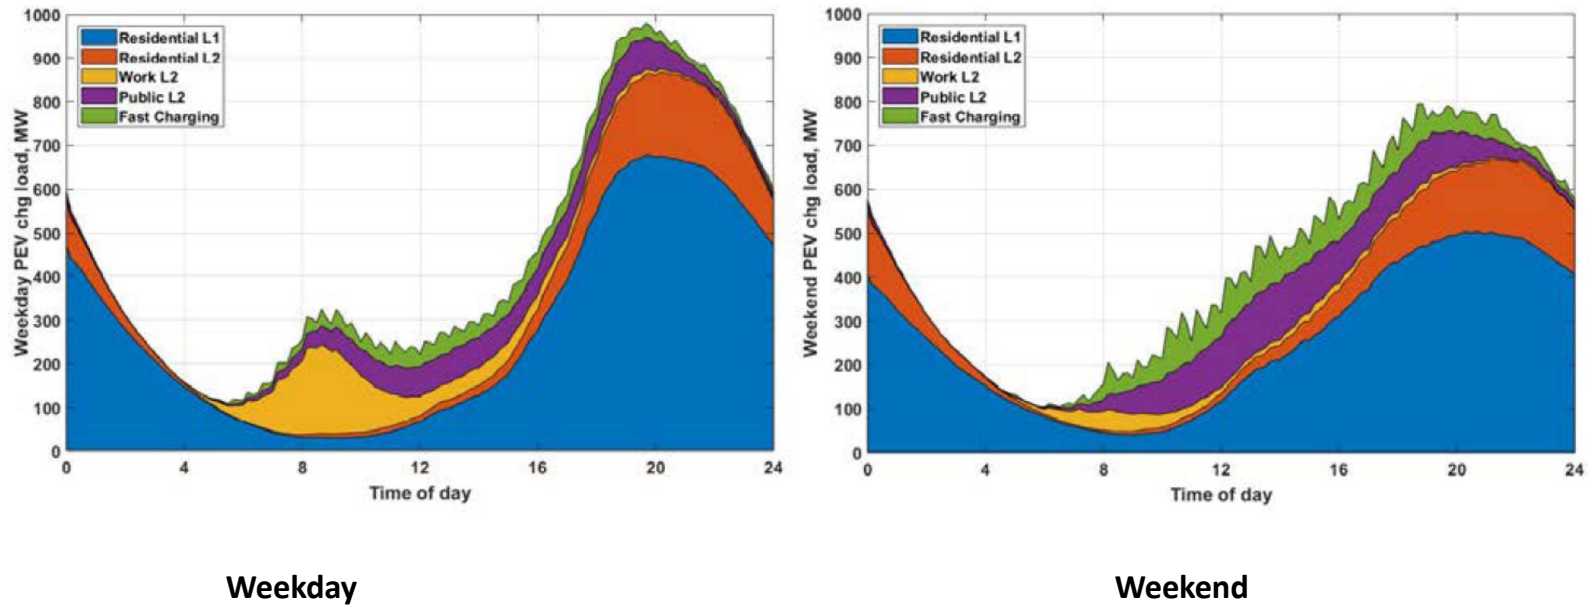 Weekday PEV chg load, MW
1000
900
800
700
600
500
400
300
200
100
0
Residential L1
Residential L2
Work L2
Public L2
Fast Charging
0 4 8 12 16 20 24
Time of day
Weekend PEV chg load, MW
1000
900
800
700
600
500
400
300
200
100
0
Residential L1
Residential L2
Work L2
Public L2
Fast Charging
0 4 8 12 16 20 24
Time of day
Weekday
Weekend